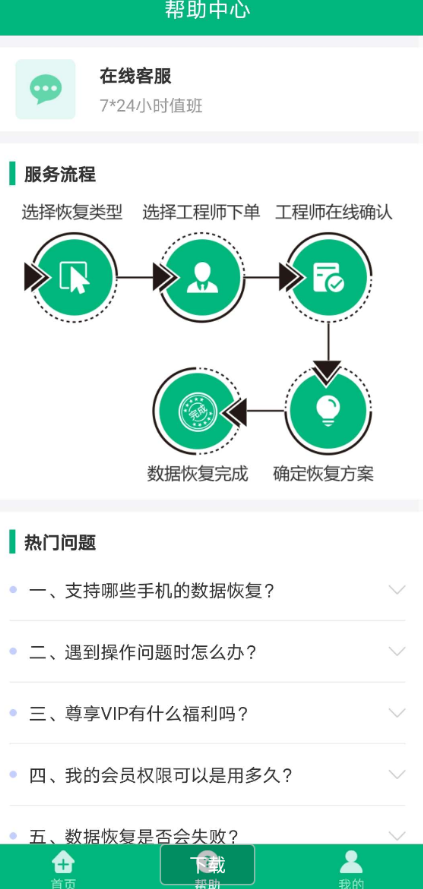 帮助中心
在线客服
7*24小时值班
服务流程
选择恢复类型 选择工程师下单 工程师在线确认
完成
数据恢复完成 确定恢复方案
热门问题
一、支持哪些手机的数据恢复？
二、遇到操作问题时怎么办？
三、尊享VIP有什么福利吗？
四、我的会员权限可以是用多久？
五、数据恢复是否会失败？
下载
首页 帮助 我的